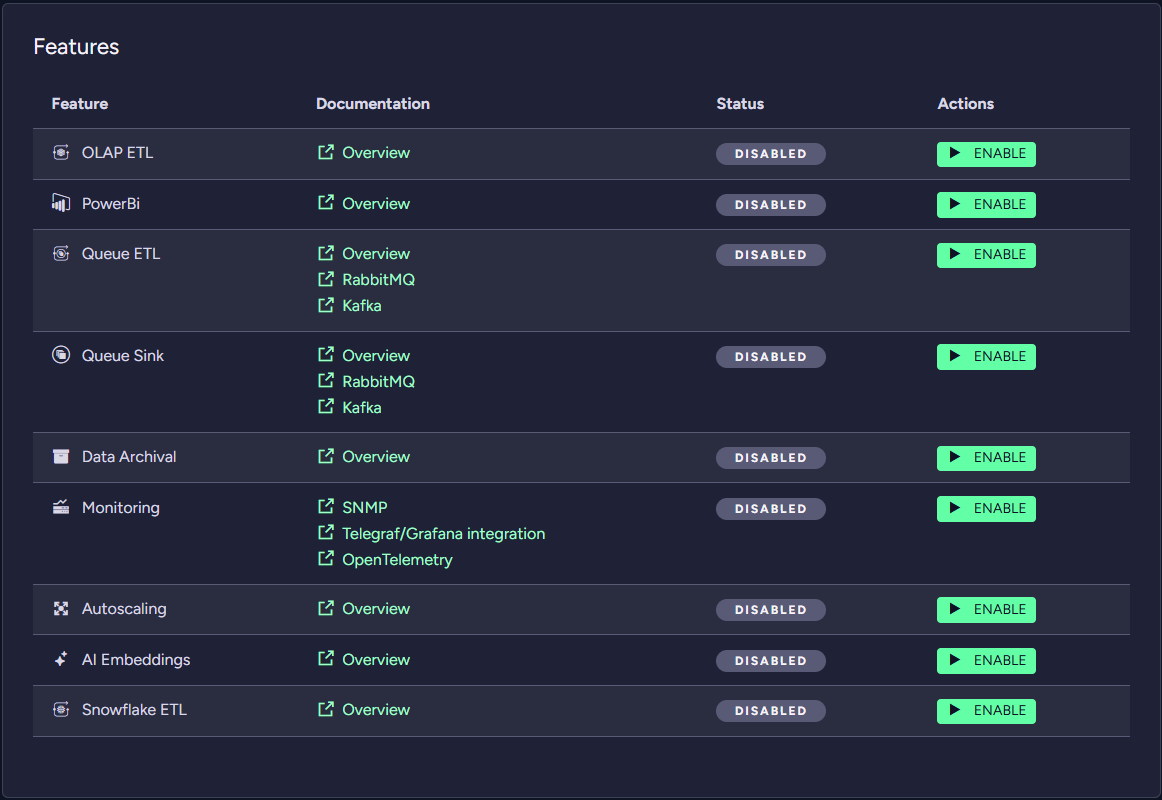 Features
Feature Documentation Status Actions
OLAP ETL Overview DISABLED ENABLE
PowerBi Overview DISABLED ENABLE
Queue ETL Overview DISABLED ENABLE
RabbitMQ
Kafka
Queue Sink Overview DISABLED ENABLE
RabbitMQ
Kafka
Data Archival Overview DISABLED ENABLE
Monitoring SNMP DISABLED ENABLE
Telegraf/Grafana integration
OpenTelemetry
Autoscaling Overview DISABLED ENABLE
AI Embeddings Overview DISABLED ENABLE
Snowflake ETL Overview DISABLED ENABLE